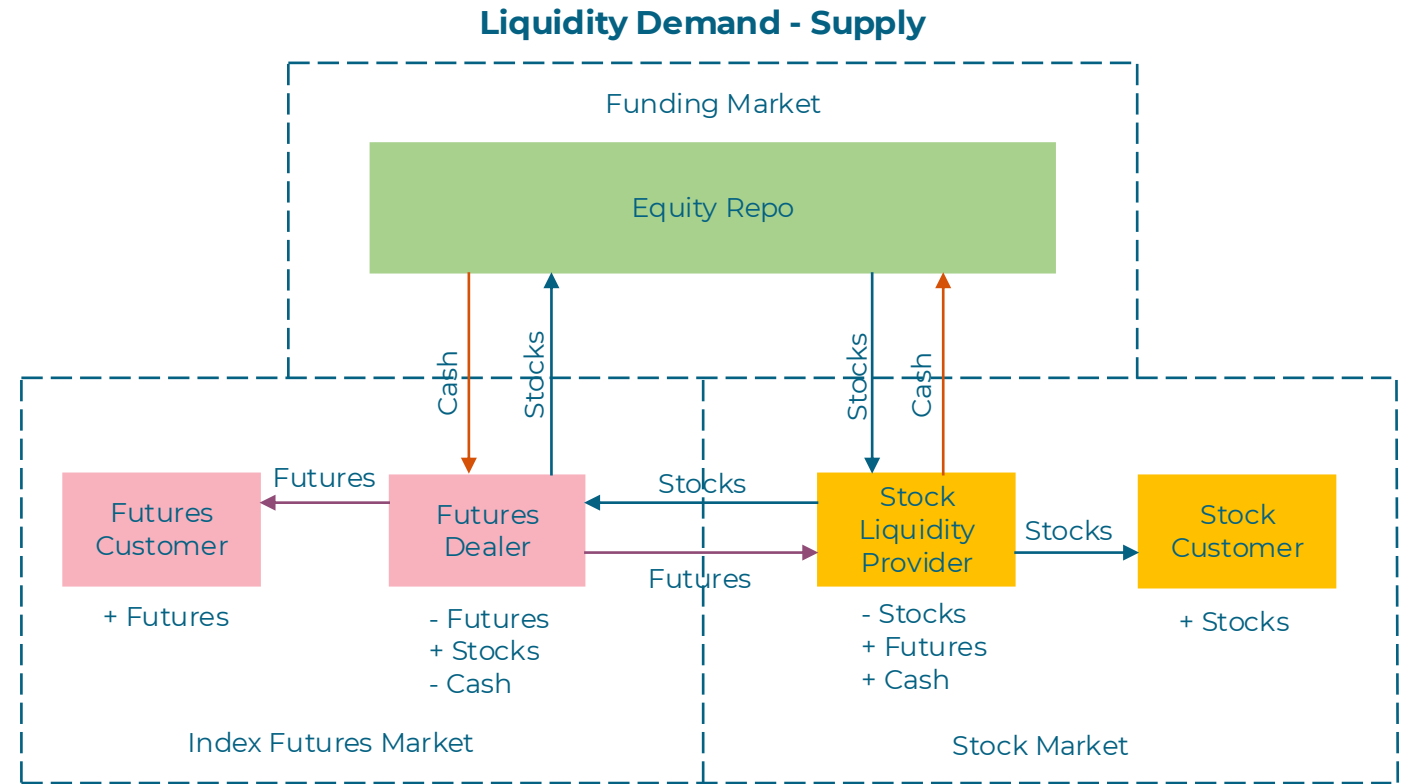 Liquidity Demand - Supply
Funding Market
Equity Repo
Cash
Stocks
Stocks
Cash
Futures
Customer
Futures
Futures
Dealer
Stocks
Futures
Stock
Liquidity
Provider
Stocks
Stock
Customer
+ Futures
- Futures
+ Stocks
- Cash
- Stocks
+ Futures
+ Cash
+ Stocks
Index Futures Market
Stock Market